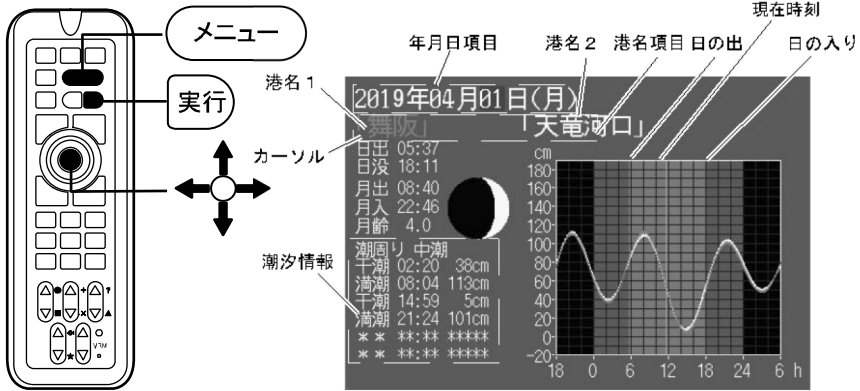 メニュー
実行
年月日項目
港名1
港名2
港名項目
日の出
現在時刻
日の入り
カーソル
潮汐情報
2019年04月01日(月)
「舞阪」
「天竜河口」
日出 05:37
日没 18:11
月出 08:40
月入 22:46
月齢 4.0
潮周り 中潮
干潮 02:20 38cm
満潮 08:04 113cm
干潮 14:59 5cm
満潮 21:24 101cm
** **:** *****
** **:** *****
cm
180
160
140
120
100
80
60
40
20
0
-20
18 0 6 12 18 24 6 h